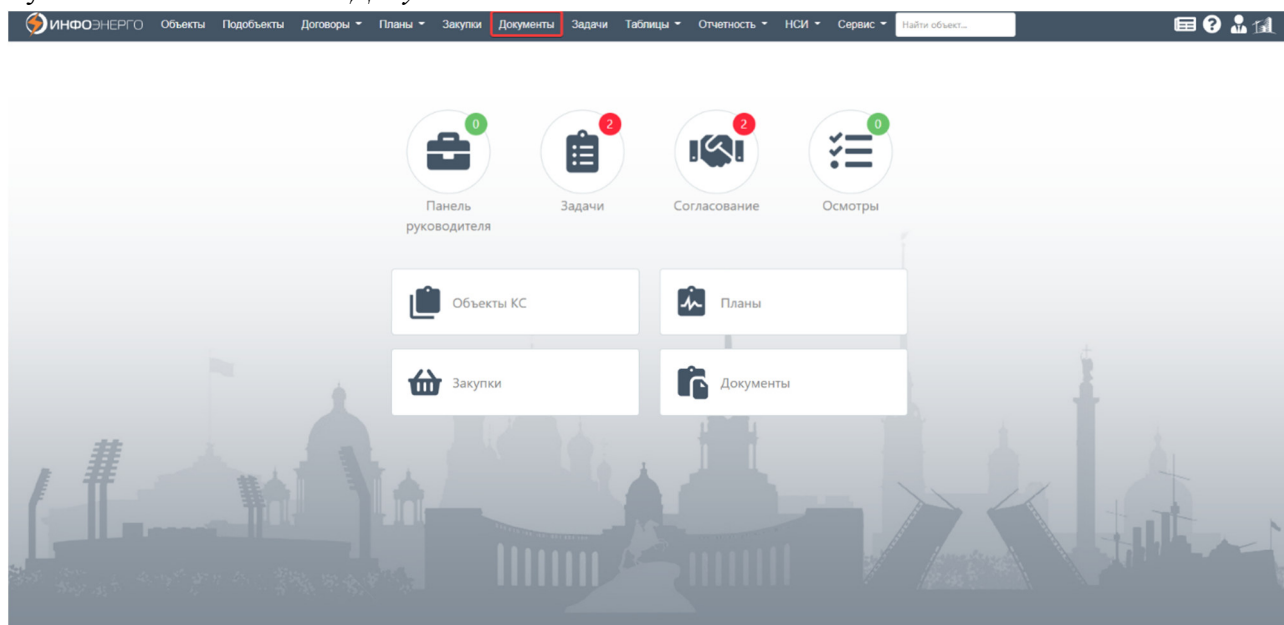 ИНФОЭНЕРГО Объекты Подобъекты Договоры Планы Закупки Документы Задачи Таблицы Отчетность НСИ Сервис Найти объект... ?
0 2 2 0
Панель руководителя
Задачи
Согласование
Осмотры
Объекты КС
Планы
Закупки
Документы